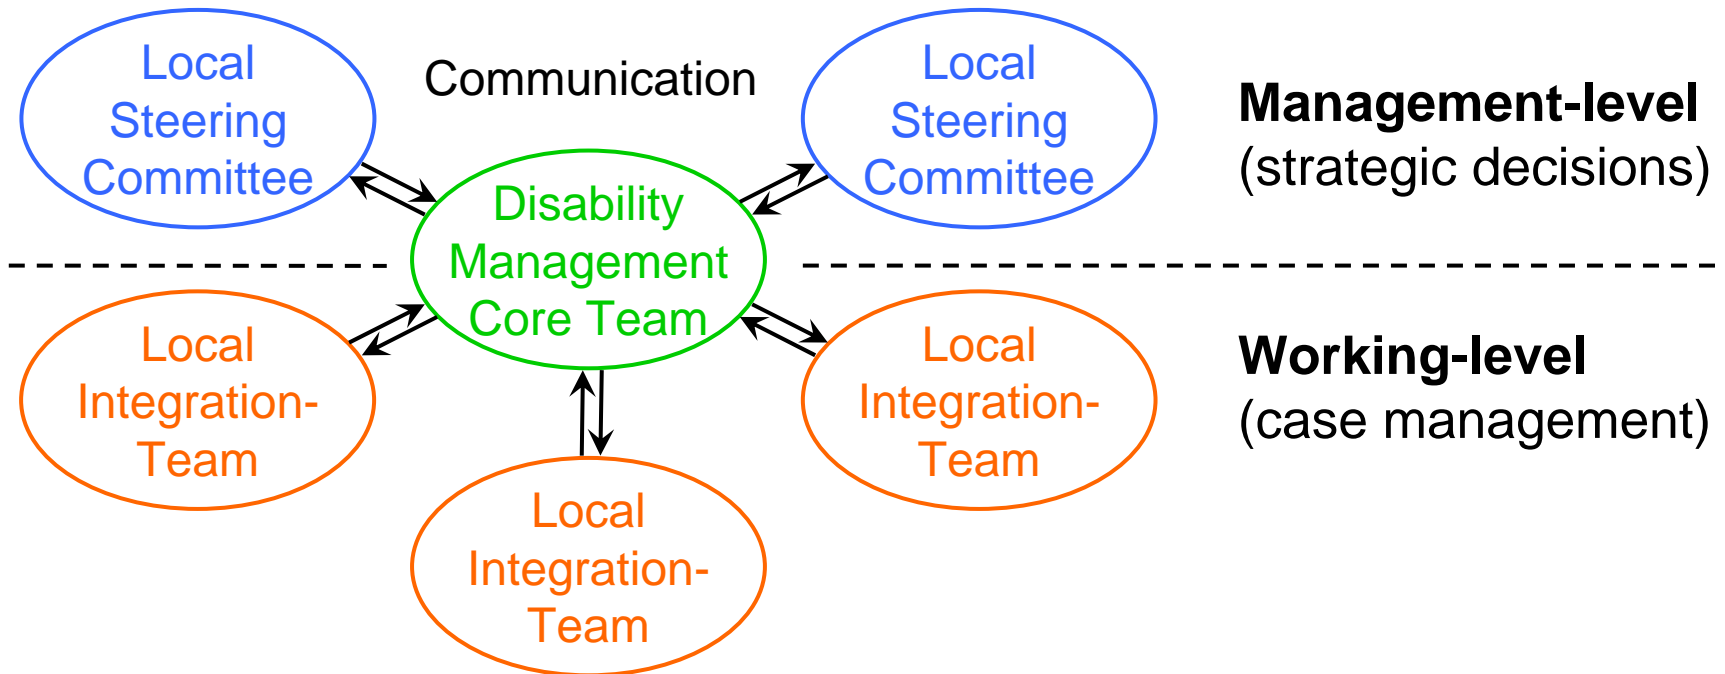 Local
Steering
Committee
Communication
Local
Steering
Committee
Management-level
(strategic decisions)
Disability
Management
Core Team
Local
Integration-
Team
Local
Integration-
Team
Local
Integration-
Team
Working-level
(case management)